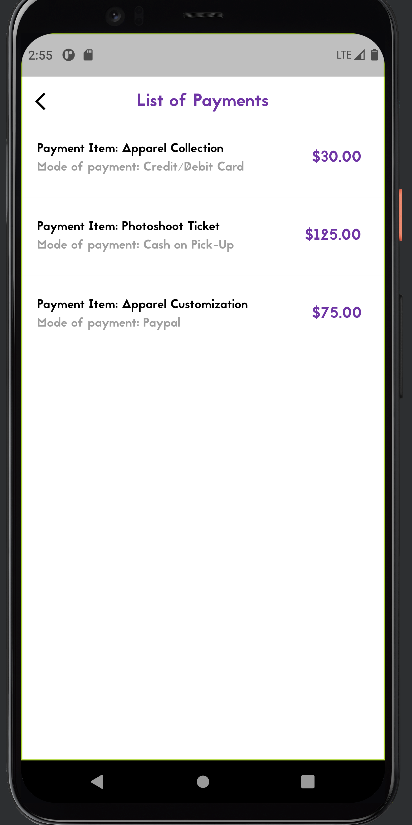 2:55
LTE
List of Payments
Payment Item: Apparel Collection
Mode of payment: Credit/Debit Card
$30.00
Payment Item: Photoshoot Ticket
Mode of payment: Cash on Pick-Up
$125.00
Payment Item: Apparel Customization
Mode of payment: Paypal
$75.00